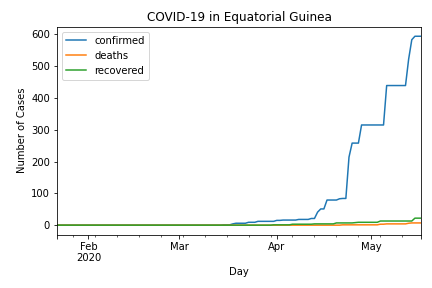 COVID-19 in Equatorial Guinea
confirmed
deaths
recovered
Number of Cases
600
500
400
300
200
100
0
Feb
2020
Mar
Apr
May
Day